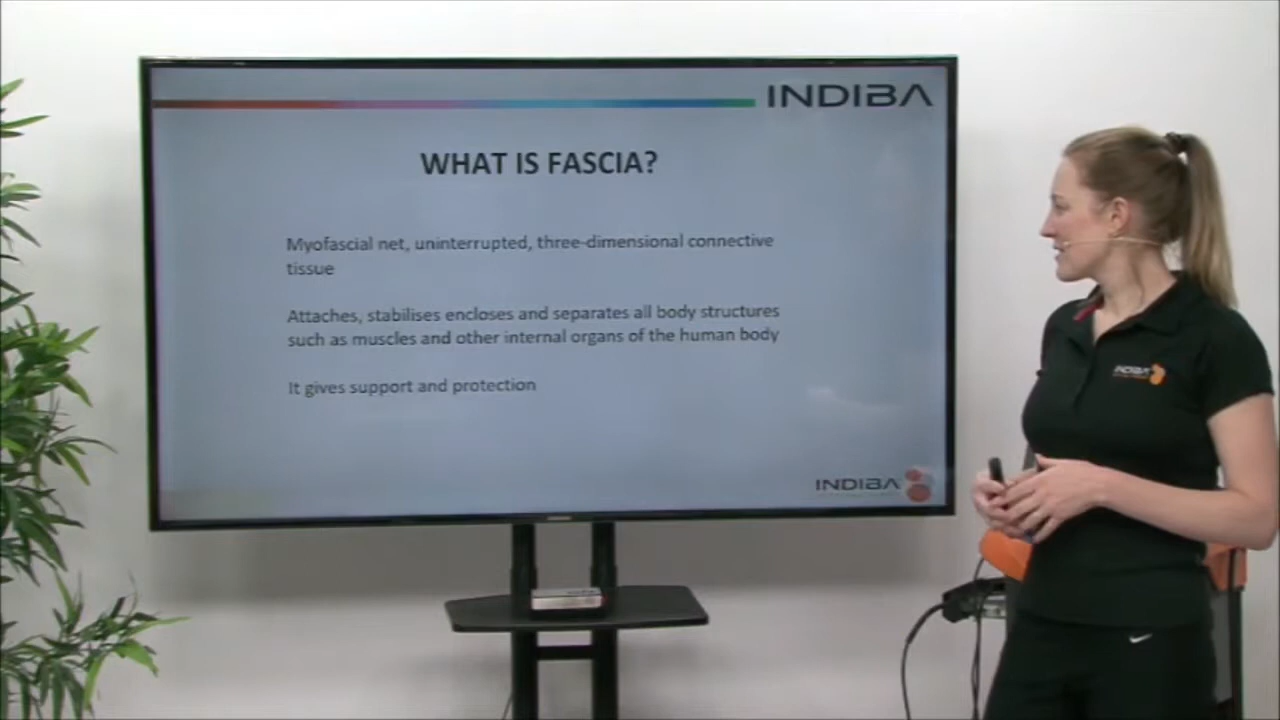 INDIBA
WHAT IS FASCIA?
Myofascial net, uninterrupted, three-dimensional connective
tissue
Attaches, stabilises encloses and separates all body structures
such as muscles and other internal organs of the human body
It gives support and protection
INDIBA
INDIBA